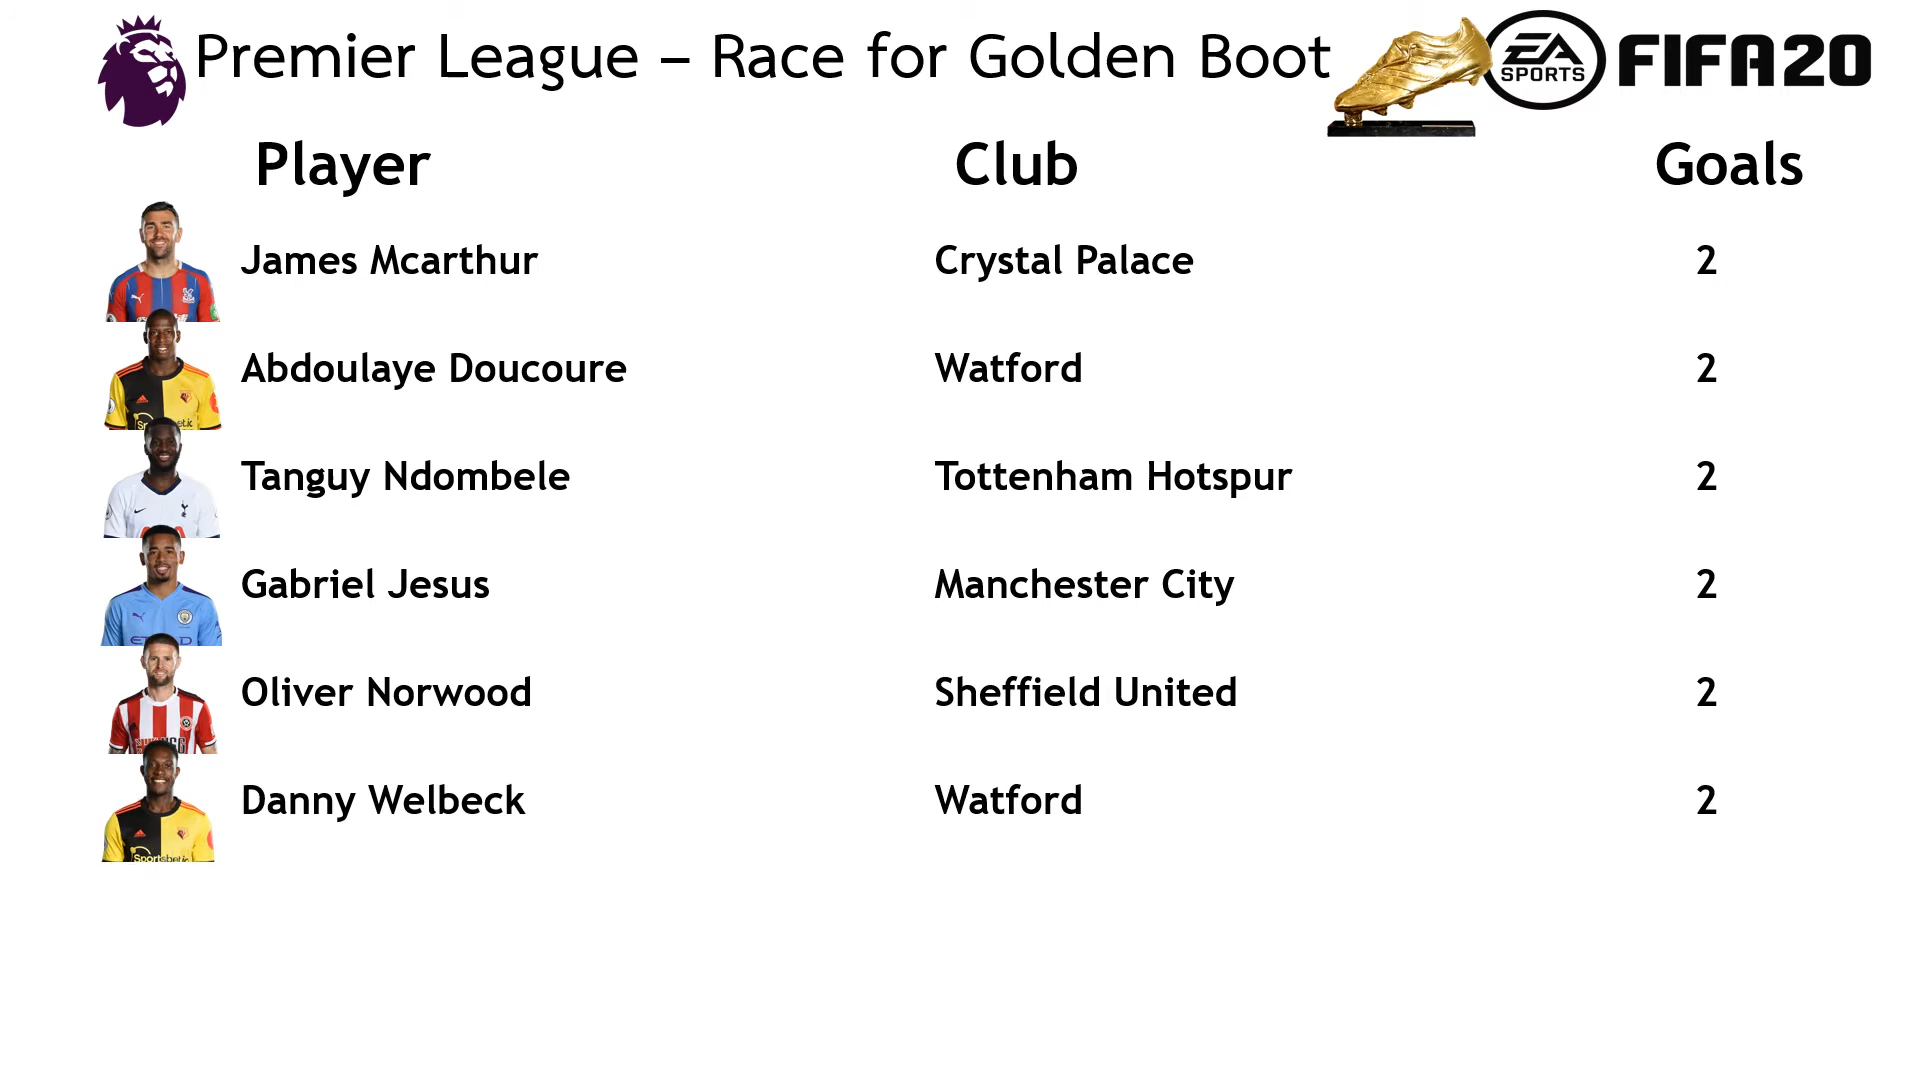 Premier League – Race for Golden Boot
EA SPORTS FIFA20
Player Club Goals
James Mcarthur Crystal Palace 2
Abdoulaye Doucoure Watford 2
Tanguy Ndombele Tottenham Hotspur 2
Gabriel Jesus Manchester City 2
Oliver Norwood Sheffield United 2
Danny Welbeck Watford 2